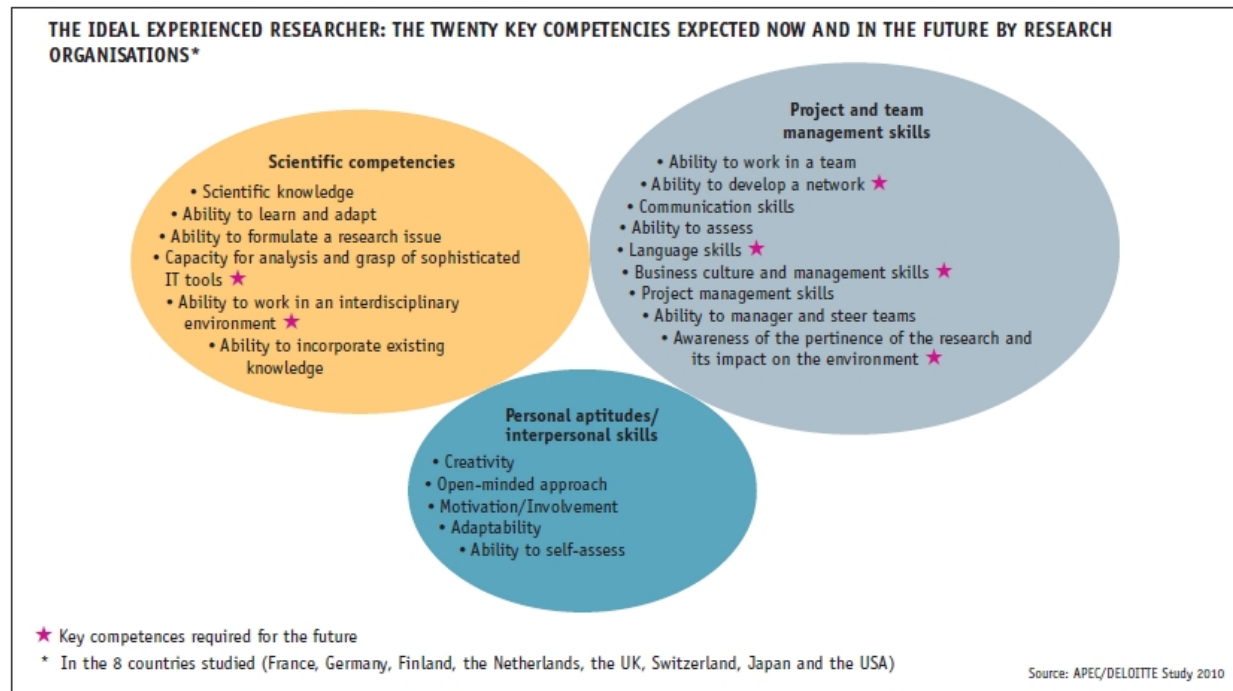 THE IDEAL EXPERIENCED RESEARCHER: THE TWENTY KEY COMPETENCIES EXPECTED NOW AND IN THE FUTURE BY RESEARCH
ORGANISATIONS*
Scientific competencies
• Scientific knowledge
• Ability to learn and adapt
• Ability to formulate a research issue
• Capacity for analysis and grasp of sophisticated
IT tools ★
• Ability to work in an interdisciplinary
environment ★
• Ability to incorporate existing
knowledge
Project and team
management skills
• Ability to work in a team
• Ability to develop a network ★
• Communication skills
• Ability to assess
• Language skills ★
• Business culture and management skills ★
• Project management skills
• Ability to manager and steer teams
• Awareness of the pertinence of the research and
its impact on the environment ★
Personal aptitudes/
interpersonal skills
• Creativity
• Open-minded approach
• Motivation/Involvement
• Adaptability
• Ability to self-assess
★ Key competences required for the future
* In the 8 countries studied (France, Germany, Finland, the Netherlands, the UK, Switzerland, Japan and the USA)
Source: APEC/DELOITTE Study 2010